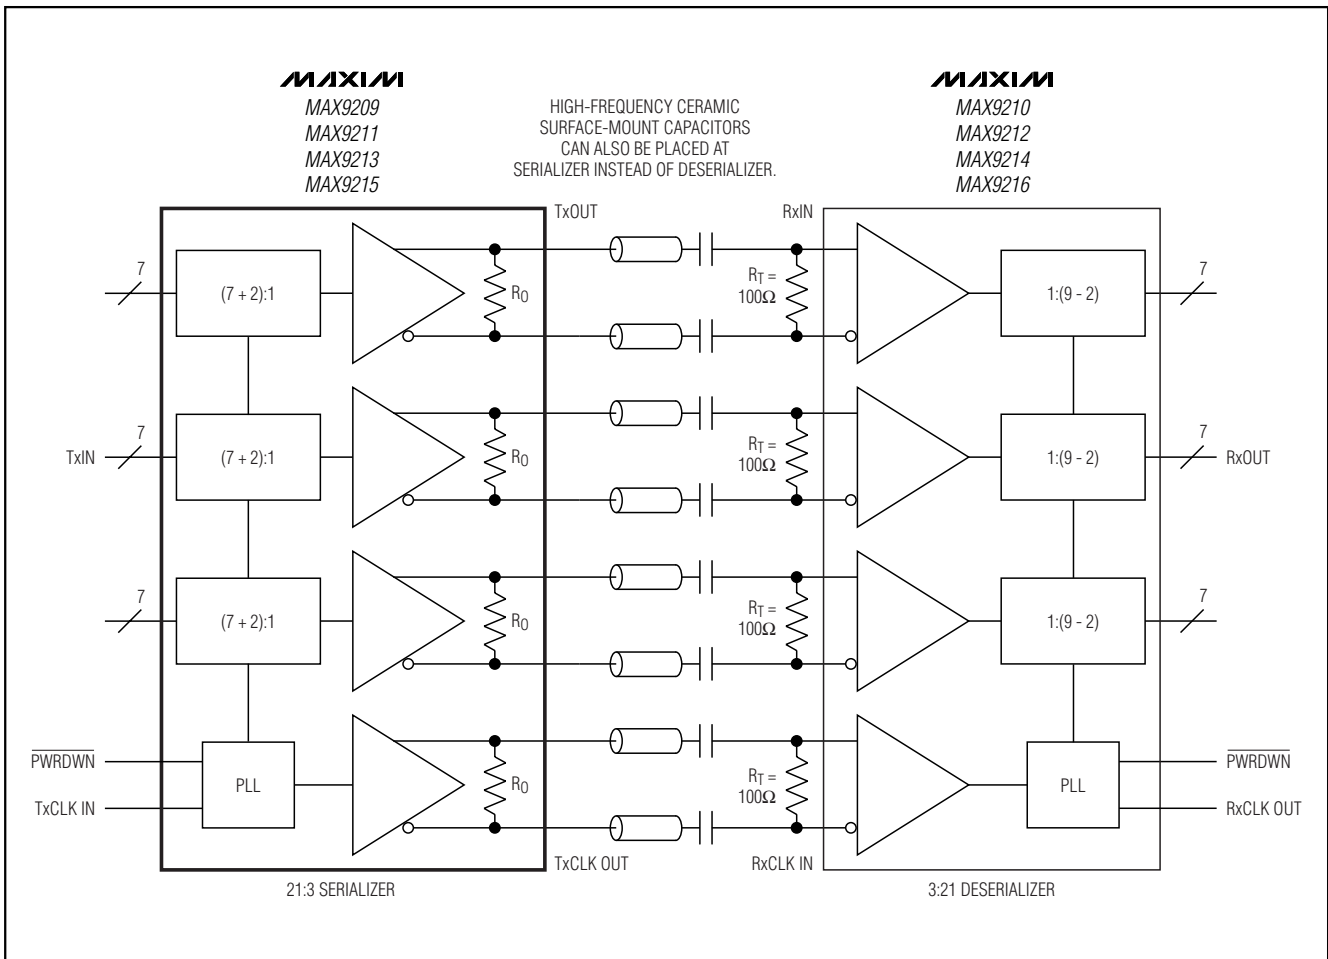 MAXIM
MAX9209
MAX9211
MAX9213
MAX9215
HIGH-FREQUENCY CERAMIC
SURFACE-MOUNT CAPACITORS
CAN ALSO BE PLACED AT
SERIALIZER INSTEAD OF DESERIALIZER.
MAXIM
MAX9210
MAX9212
MAX9214
MAX9216
TxOUT
RxIN
7
(7 + 2):1
RO
RT =
100Ω
1:(9 - 2)
7
TxIN
7
(7 + 2):1
RO
RT =
100Ω
1:(9 - 2)
7
RxOUT
7
(7 + 2):1
RO
RT =
100Ω
1:(9 - 2)
7
PWRDWN
TxCLK IN
PLL
RO
RT =
100Ω
PLL
PWRDWN
RxCLK OUT
TxCLK OUT
RxCLK IN
21:3 SERIALIZER
3:21 DESERIALIZER